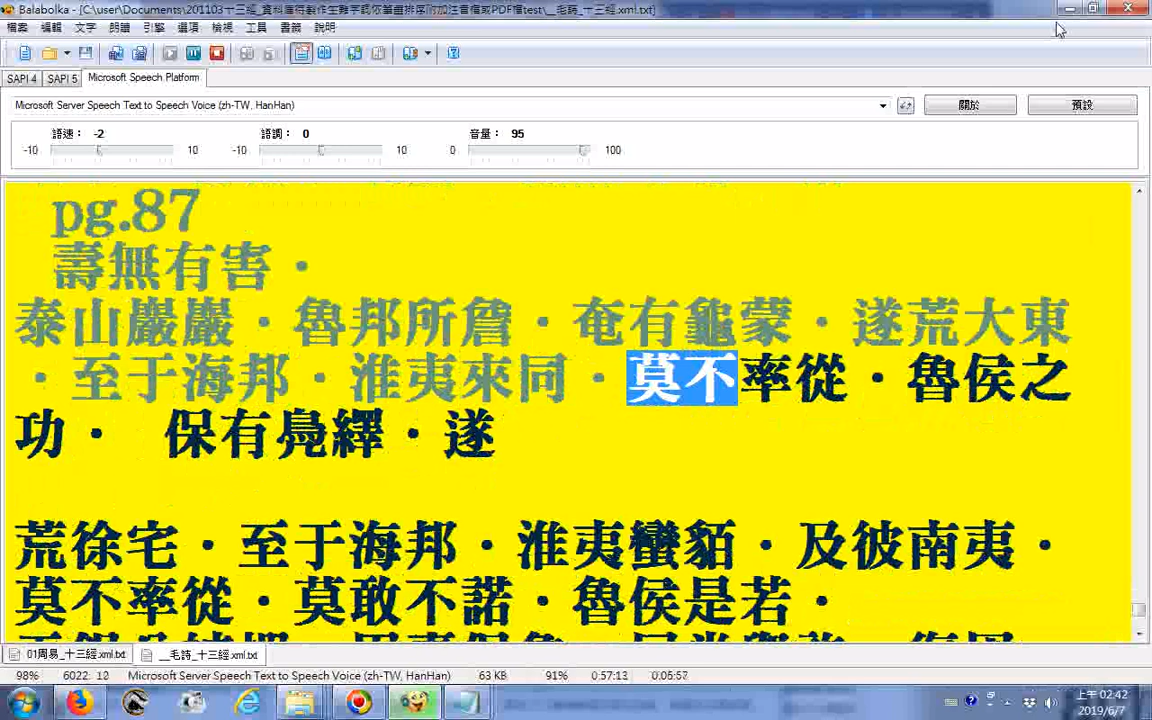 Balabolka - [C:\user\Documents\201103十三經_資料庫得製作生難字詞依筆畫排序附加注音檔或PDF檔test\__毛詩_十三經.xml.txt]
檔案 編輯 文字 朗讀 引擎 選項 檢視 工具 書籤 說明
SAPI 4 SAPI 5 Microsoft Speech Platform
Microsoft Server Speech Text to Speech Voice (zh-TW, HanHan) 關於 預設
語速： -2 語調： 0 音量： 95
-10 10 -10 10 0 100
pg.87
壽無有害．
泰山巖巖．魯邦所詹．奄有龜蒙．遂荒大東
．至于海邦．淮夷來同．莫不率從．魯侯之
功． 保有鳧繹．遂
荒徐宅．至于海邦．淮夷蠻貊．及彼南夷．
莫不率從．莫敢不諾．魯侯是若．
01周易_十三經.xml.txt __毛詩_十三經.xml.txt
98% 6022: 12 Microsoft Server Speech Text to Speech Voice (zh-TW, HanHan) 63 KB 91% 0:57:13 0:05:57
上午 02:42
2019/6/7